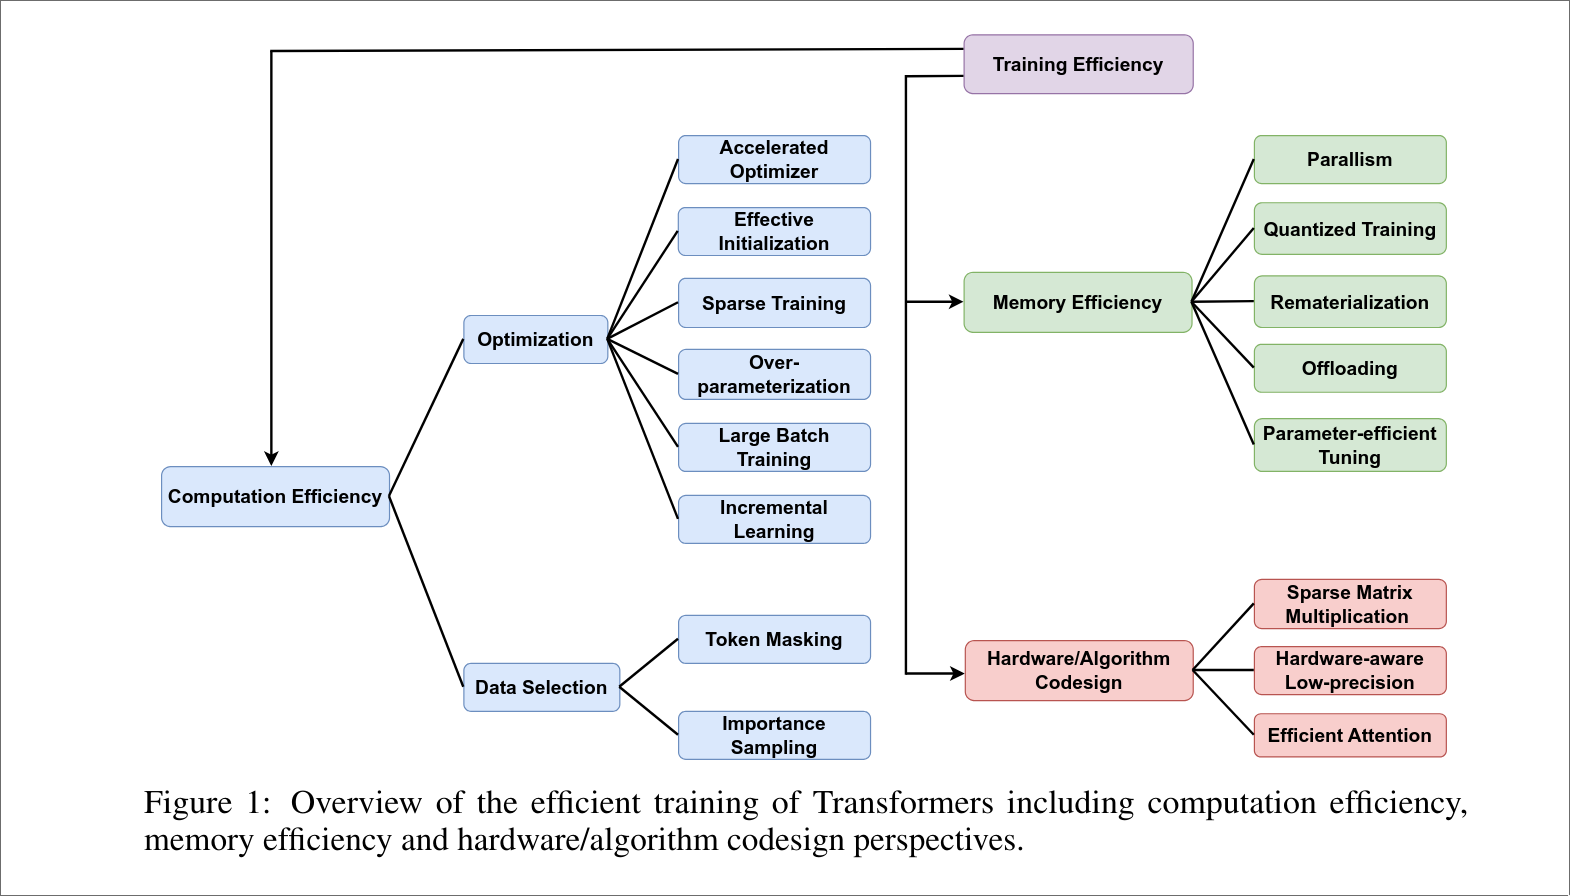 Training Efficiency
Accelerated
Optimizer
Effective
Initialization
Sparse Training
Optimization
Over-
parameterization
Large Batch
Training
Incremental
Learning
Computation Efficiency
Data Selection
Token Masking
Importance
Sampling
Parallism
Quantized Training
Memory Efficiency
Rematerialization
Offloading
Parameter-efficient
Tuning
Hardware/Algorithm
Codesign
Sparse Matrix
Multiplication
Hardware-aware
Low-precision
Efficient Attention
Figure 1: Overview of the efficient training of Transformers including computation efficiency,
memory efficiency and hardware/algorithm codesign perspectives.